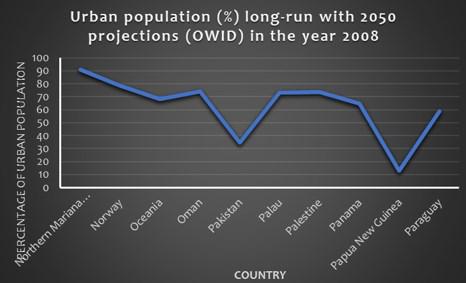 Urban population (%) long-run with 2050
projections (OWID) in the year 2008
PERCENTAGE OF URBAN POPULATION
100
90
80
70
60
50
40
30
20
10
0
Northern Mariana...
Norway
Oceania
Oman
Pakistan
Palau
Palestine
Panama
Papua New Guinea
Paraguay
COUNTRY